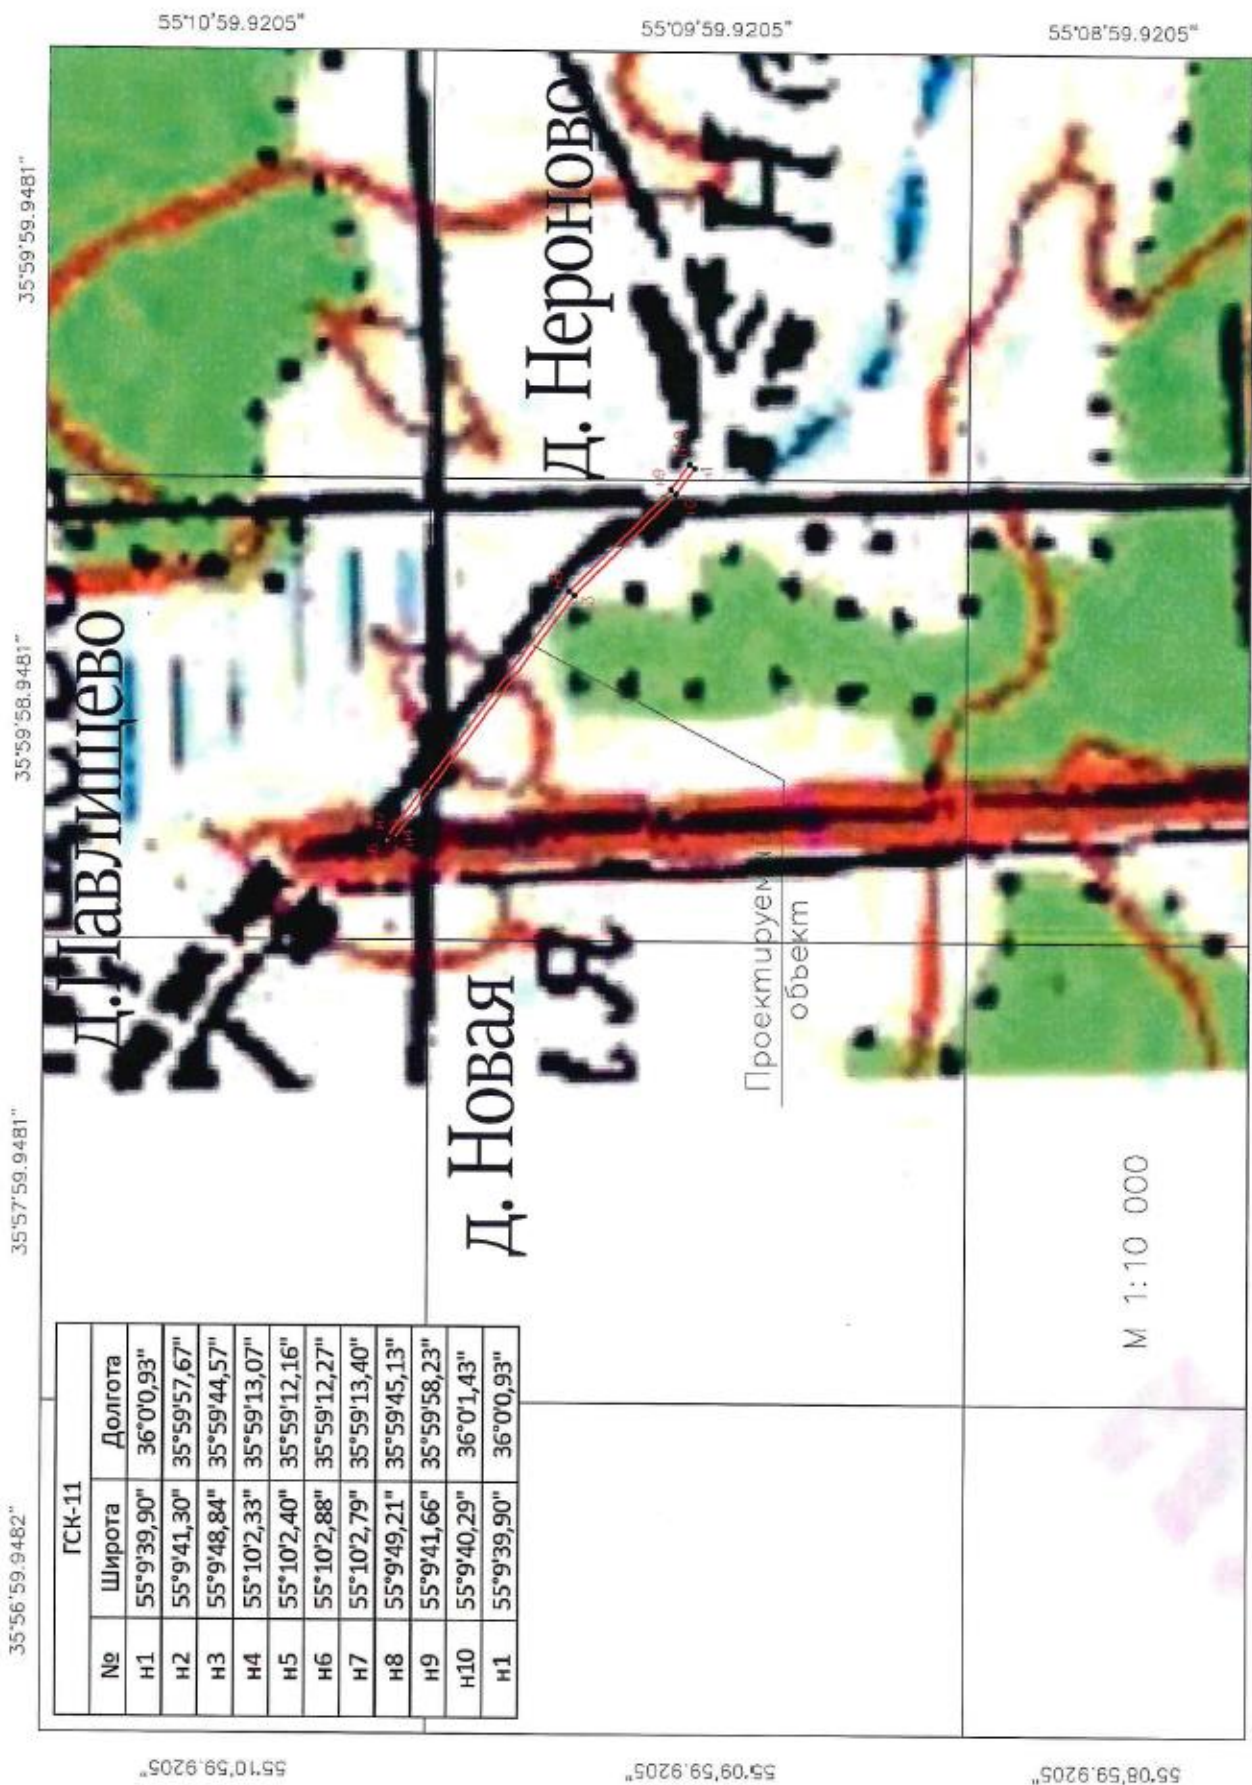 35°56'59.9482"
35°57'59.9481"
35°59'58.9481"
35°59'59.9481"
55°10'59.9205"
55°10'59.9205"
ГСК-11
№ Широта Долгота
н1 55°9'39,90" 36°0'0,93"
н2 55°9'41,30" 35°59'57,67"
н3 55°9'48,84" 35°59'44,57"
н4 55°10'2,33" 35°59'13,07"
н5 55°10'2,40" 35°59'12,16"
н6 55°10'2,88" 35°59'12,27"
н7 55°10'2,79" 35°59'13,40"
н8 55°9'49,21" 35°59'45,13"
н9 55°9'41,66" 35°59'58,23"
н10 55°9'40,29" 36°0'1,43"
н1 55°9'39,90" 36°0'0,93"
д.Павлищево
д. Новая
д. Нероново
55°09'59.9205"
55°09'59.9205"
объект
М 1:10 000
55°08'59.9205"
55°08'59.9205"